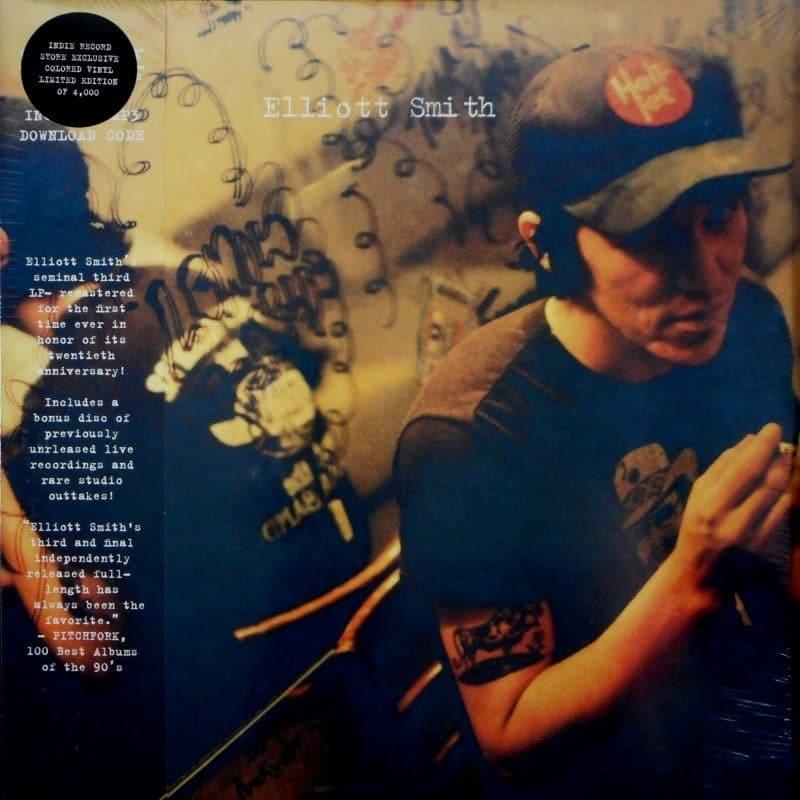 INDIE RECORD
STORE EXCLUSIVE
COLORED VINYL
LIMITED EDITION
OF 4,000
DOWNLOAD CODE
Elliott Smith
Elliott Smith's
seminal third
LP- remastered
for the first
time ever in
honor of its
twentieth
anniversary!
Includes a
bonus disc of
previously
unreleased live
recordings and
rare studio
outtakes!
"Elliott Smith's
third and final
independently
released full-
length has
always been the
favorite."
- PITCHFORK,
100 Best Albums
of the 90's